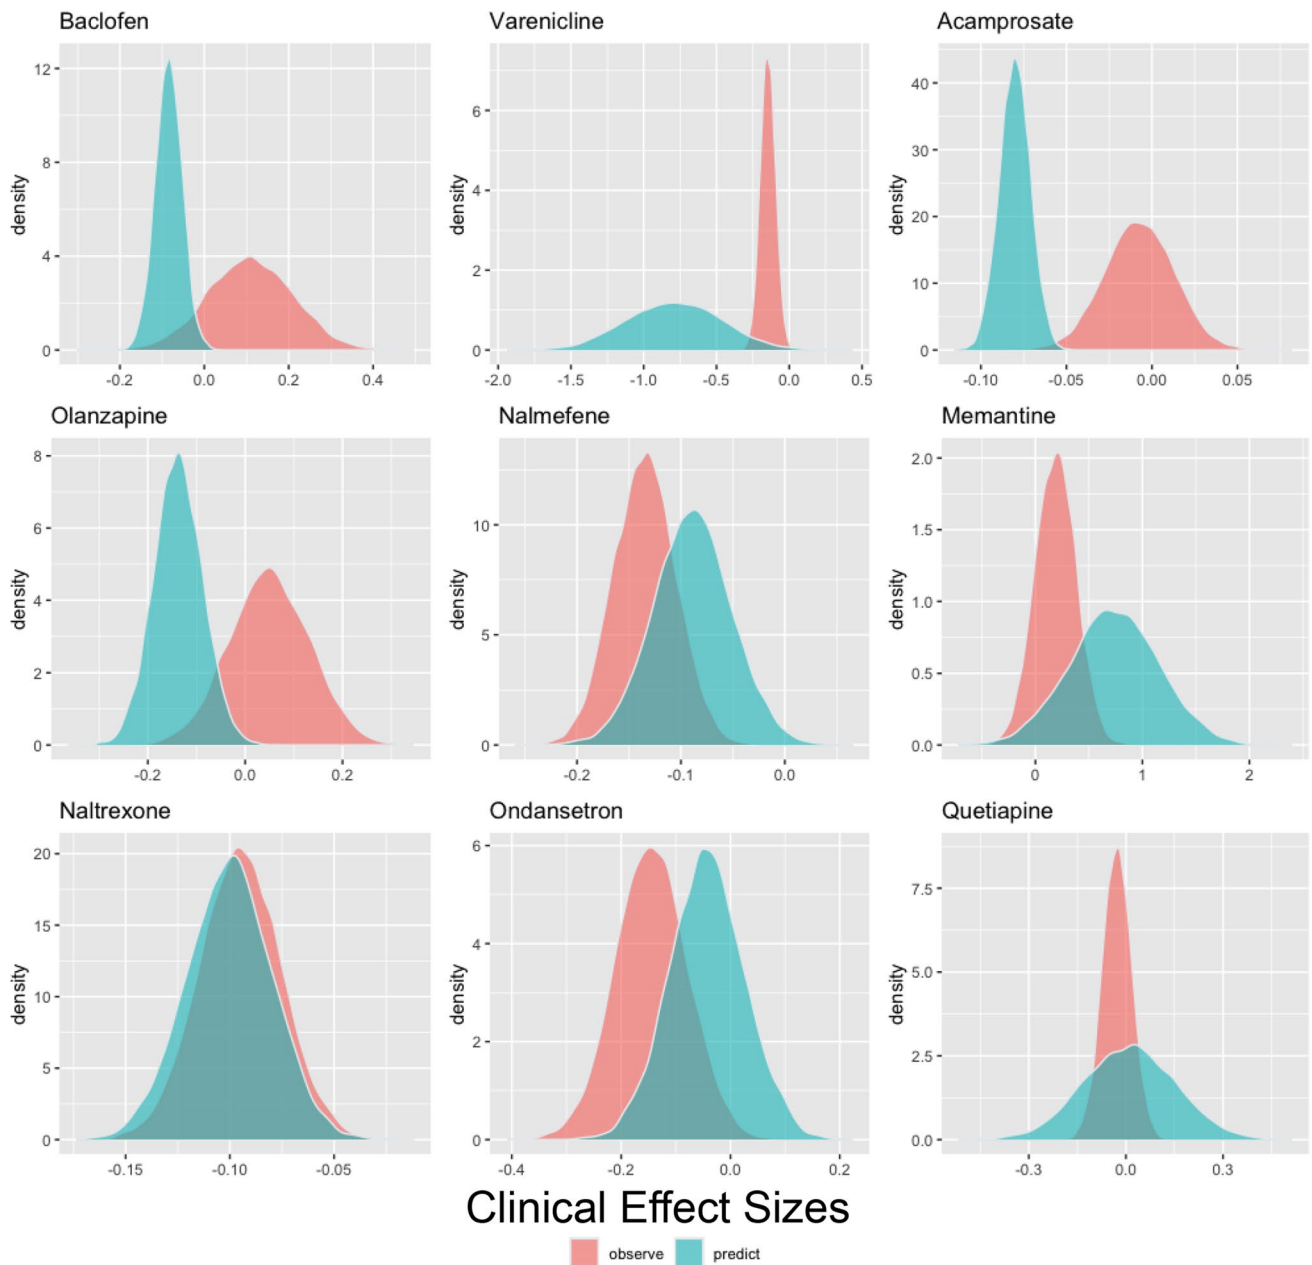 Baclofen
Varenicline
Acamprosate
density
12
8
4
0
-0.2 0.0 0.2 0.4
density
6
4
2
0
-2.0 -1.5 -1.0 -0.5 0.0 0.5
density
40
30
20
10
0
-0.10 -0.05 0.00 0.05
Olanzapine
Nalmefene
Memantine
density
8
6
4
2
0
-0.2 0.0 0.2
density
10
5
0
-0.2 -0.1 0.0
density
2.0
1.5
1.0
0.5
0.0
0 1 2
Naltrexone
Ondansetron
Quetiapine
density
20
15
10
5
0
-0.15 -0.10 -0.05
density
6
4
2
0
-0.4 -0.2 0.0 0.2
density
7.5
5.0
2.5
0.0
-0.3 0.0 0.3
Clinical Effect Sizes
observe predict